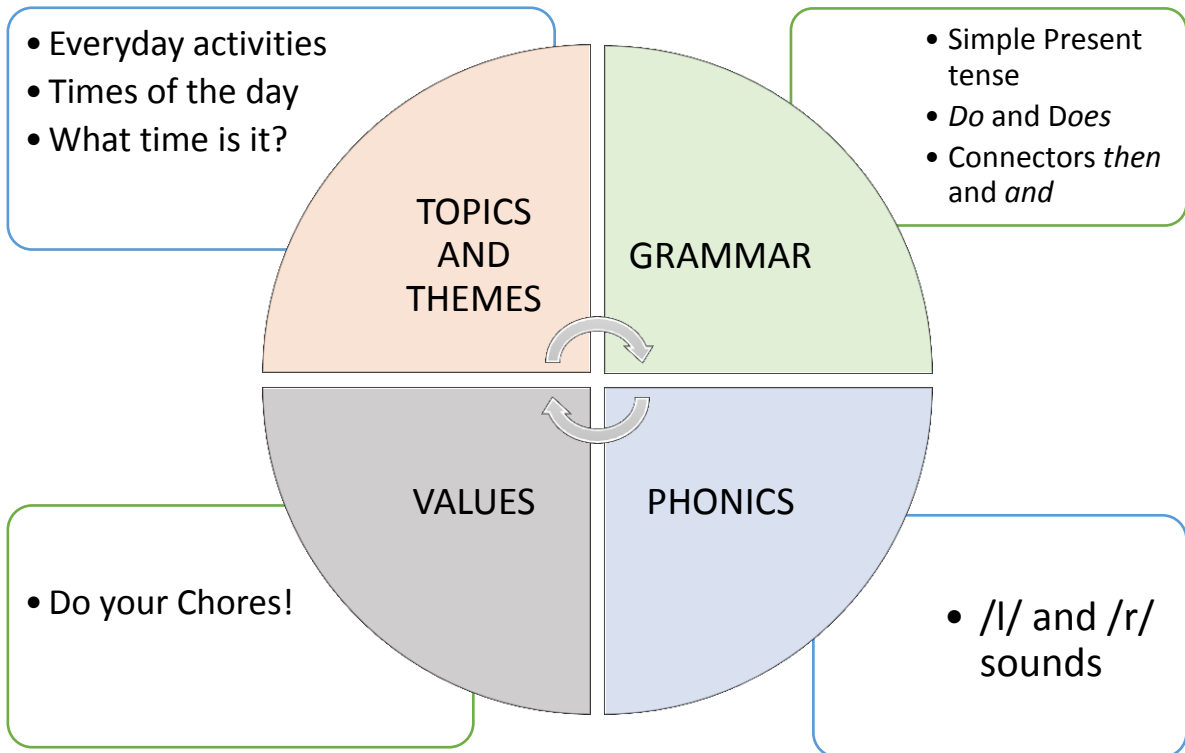 • Everyday activities
• Times of the day
• What time is it?
TOPICS
AND
THEMES
• Simple Present
tense
• Do and Does
• Connectors then
and and
GRAMMAR
VALUES
• Do your Chores!
PHONICS
• /l/ and /r/
sounds